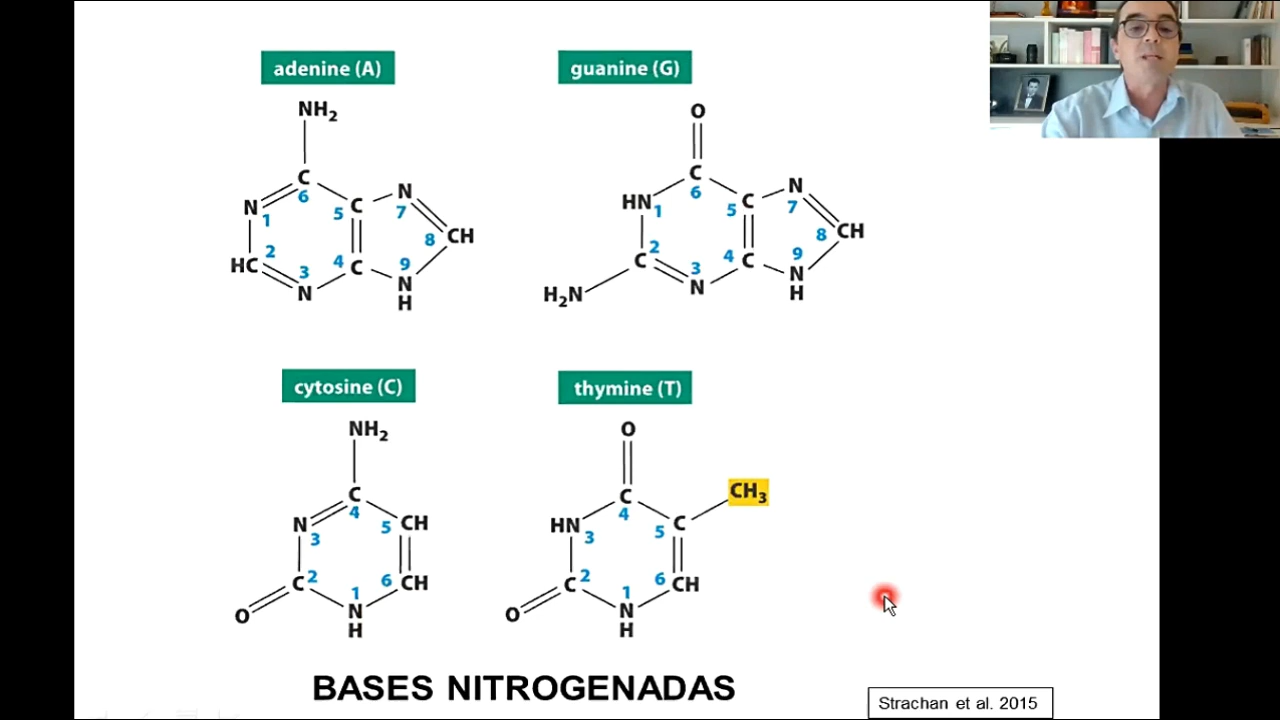 adenine (A)
NH₂
C
6
N
1
5
C
N
7
HC
2
3
N
4
C
9
N
H
8
CH
guanine (G)
O
C
6
HN
1
5
C
N
7
8
CH
2
C
3
N
4
C
9
N
H
H₂N
cytosine (C)
NH₂
C
4
N
3
5
CH
C
2
1
N
H
6
CH
O
thymine (T)
O
C
4
CH₃
HN
3
5
C
C
2
1
N
H
6
CH
O
BASES NITROGENADAS
Strachan et al. 2015